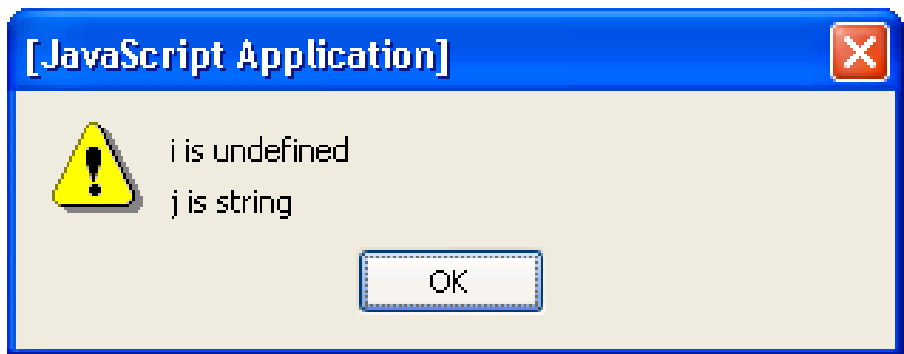 [JavaScript Application]
i is undefined
j is string
OK